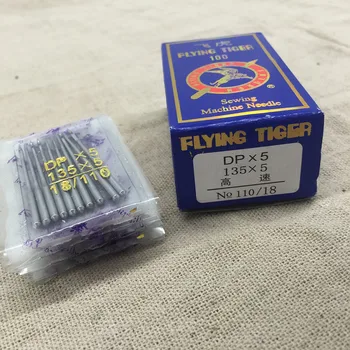 飞虎
FLYING TIGER
100
Sewing
Machine Needle
FLYING TIGER
DP×5
135×5
高 速
No 110/18
DP×5
135×5
18/110